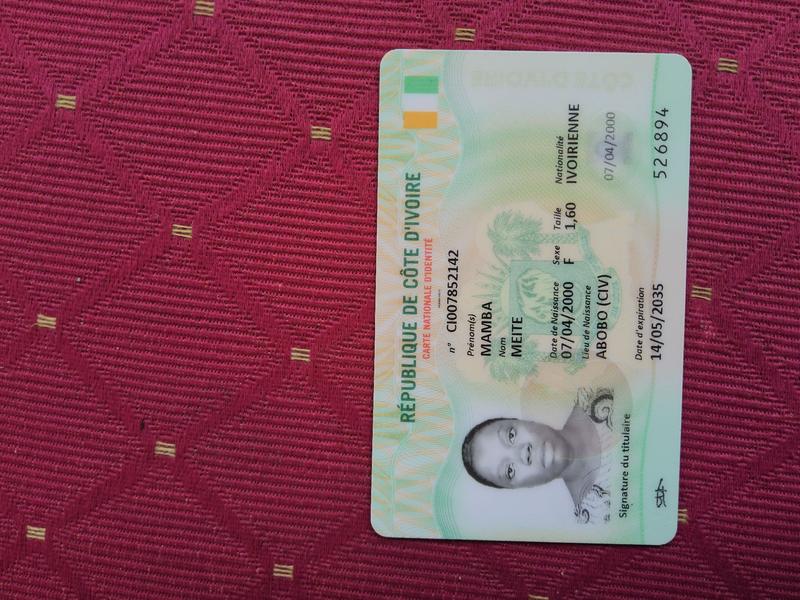 CÔTE D'IVOIRE
RÉPUBLIQUE DE CÔTE D'IVOIRE
CARTE NATIONALE D'IDENTITÉ
n° CI007852142
Prénom(s)
MAMBA
Nom
MEITE
Date de Naissance Sexe Taille Nationalité
07/04/2000 F 1,60 IVOIRIENNE
Lieu de Naissance
ABOBO (CIV)
07/04/2000
Date d'expiration
14/05/2035
526894
Signature du titulaire